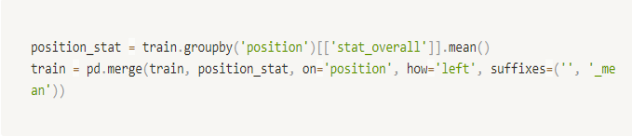 position_stat = train.groupby('position')[['stat_overall']].mean()
train = pd.merge(train, position_stat, on='position', how='left', suffixes=('', '_me
an'))